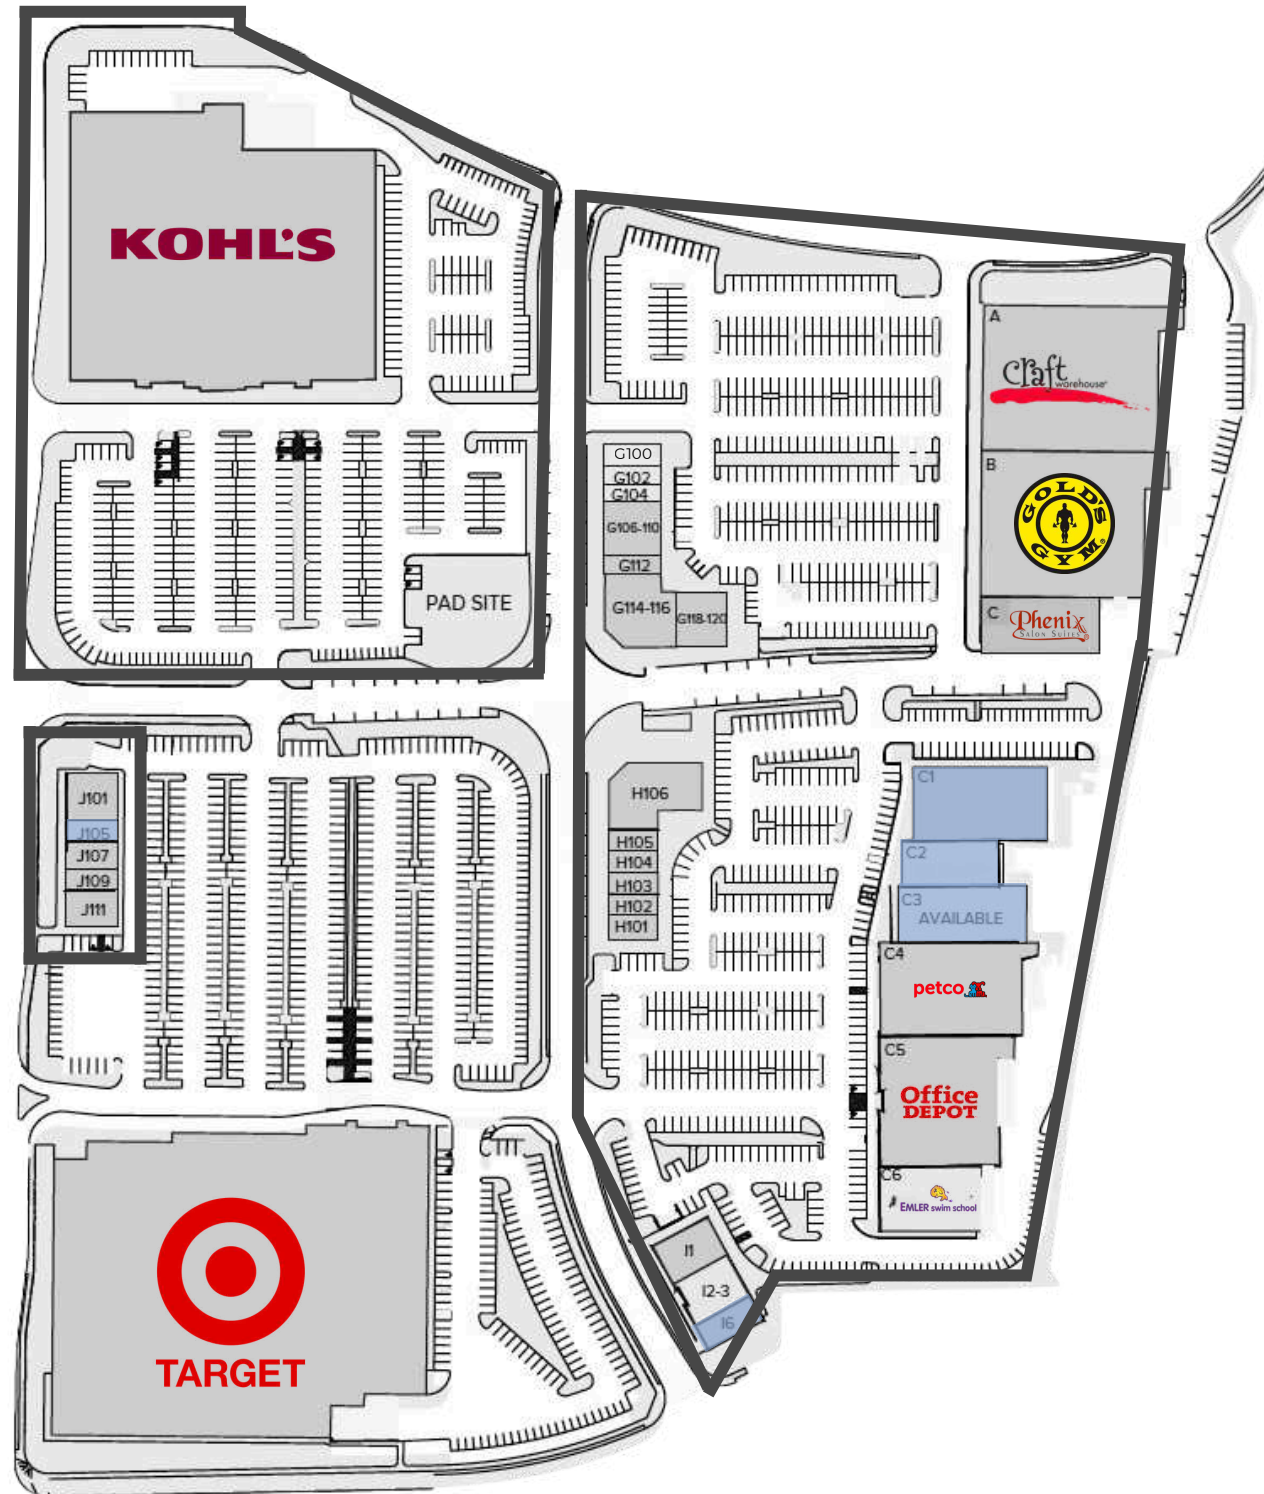 KOHL'S
PAD SITE
J101
J105
J107
J109
J111
TARGET
G100
G102
G104
G106-110
G112
G114-116
G118-120
A
craft
warehouse
B
GOLD'S
GYM
C
Phenix
SALON SUITES
H106
H105
H104
H103
H102
H101
C1
C2
C3
AVAILABLE
C4
petco
C5
Office
DEPOT
C6
EMLER swim school
I1
I2-3
I6